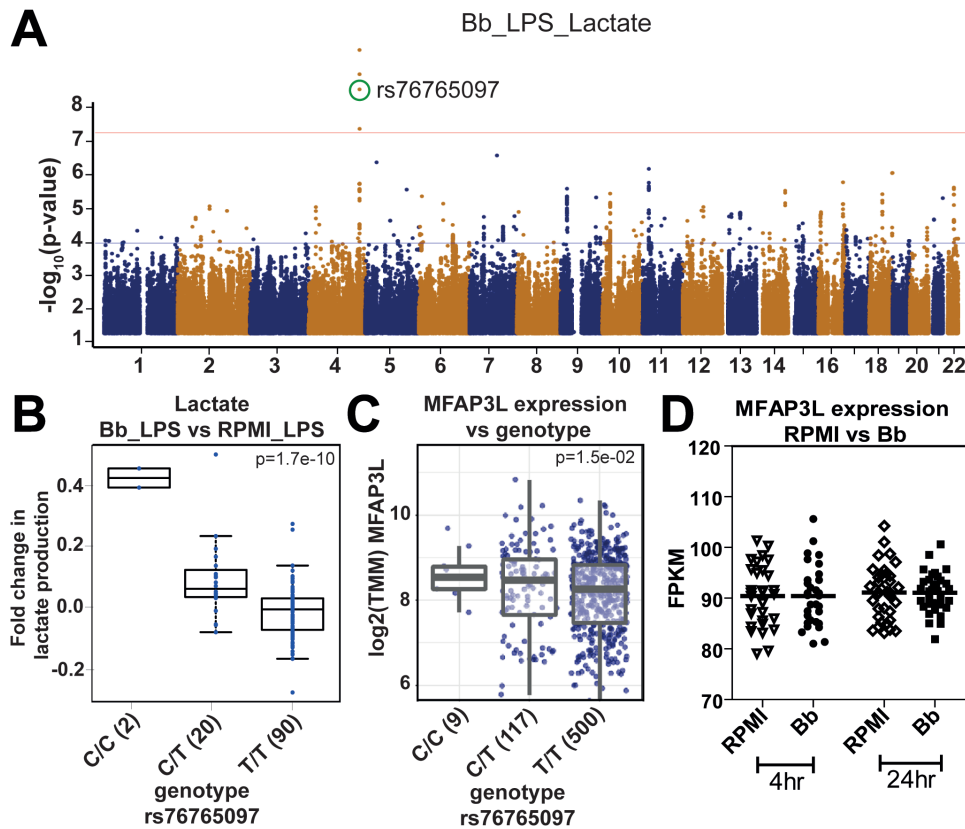 A
Bb_LPS_Lactate
rs76765097
-log10(p-value)
8
7
6
5
4
3
2
1
1 2 3 4 5 6 7 8 9 10 11 12 13 14 16 18 20 22
B
Lactate
Bb_LPS vs RPMI_LPS
p=1.7e-10
Fold change in
lactate production
0.4
0.2
0.0
-0.2
C/C (2)
C/T (20)
T/T (90)
genotype
rs76765097
C
MFAP3L expression
vs genotype
p=1.5e-02
log2(TMM) MFAP3L
10
8
6
C/C (9)
C/T (117)
T/T (500)
genotype
rs76765097
D
MFAP3L expression
RPMI vs Bb
FPKM
120
110
100
90
80
70
RPMI
Bb
RPMI
Bb
4hr
24hr